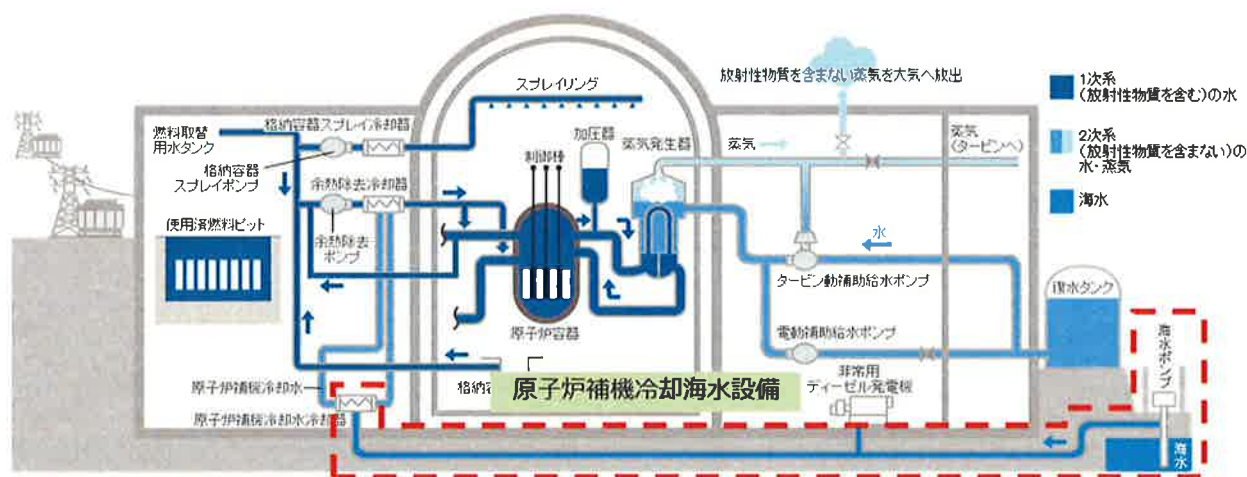 放射性物質を含まない蒸気を大気へ放出
スプレイリング
燃料取替
用水タンク
格納容器スプレイ冷却器
格納容器
スプレイポンプ
加圧器
蒸気発生器
蒸気
蒸気
(タービンへ)
制御棒
余熱除去冷却器
余熱除去
ポンプ
使用済燃料ピット
水
タービン動補助給水ポンプ
復水タンク
原子炉容器
電動補助給水ポンプ
海水ポンプ
原子炉補機冷却水
原子炉補機冷却水冷却器
格納容
原子炉補機冷却海水設備
非常用
ディーゼル発電機
海水
1次系
(放射性物質を含む)の水
2次系
(放射性物質を含まない)の
水・蒸気
海水